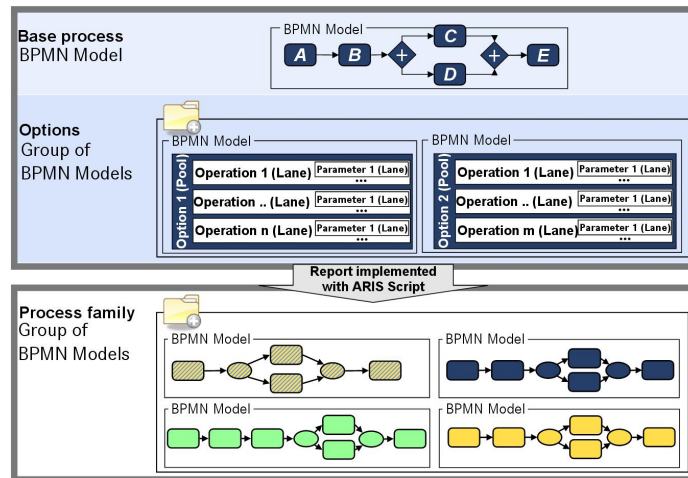 Base process
BPMN Model
BPMN Model
A
B
+
C
D
+
E
Options
Group of
BPMN Models
BPMN Model
Option 1 (Pool)
Operation 1 (Lane)
Parameter 1 (Lane)
...
Operation .. (Lane)
Parameter 1 (Lane)
...
Operation n (Lane)
Parameter 1 (Lane)
...
BPMN Model
Option 2 (Pool)
Operation 1 (Lane)
Parameter 1 (Lane)
...
Operation .. (Lane)
Parameter 1 (Lane)
...
Operation m (Lane)
Parameter 1 (Lane)
...
Report implemented
with ARIS Script
Process family
Group of
BPMN Models
BPMN Model
BPMN Model
BPMN Model
BPMN Model